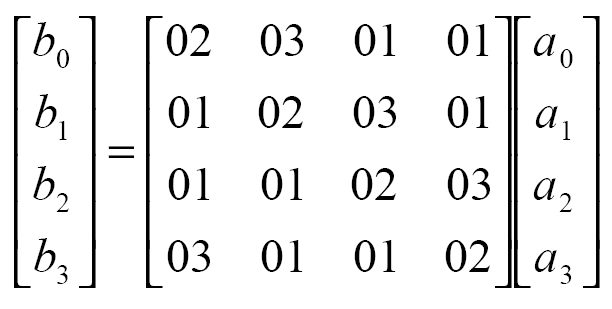 b₀ 02 03 01 01 a₀
b₁ 01 02 03 01 a₁
= 
b₂ 01 01 02 03 a₂
b₃ 03 01 01 02 a₃